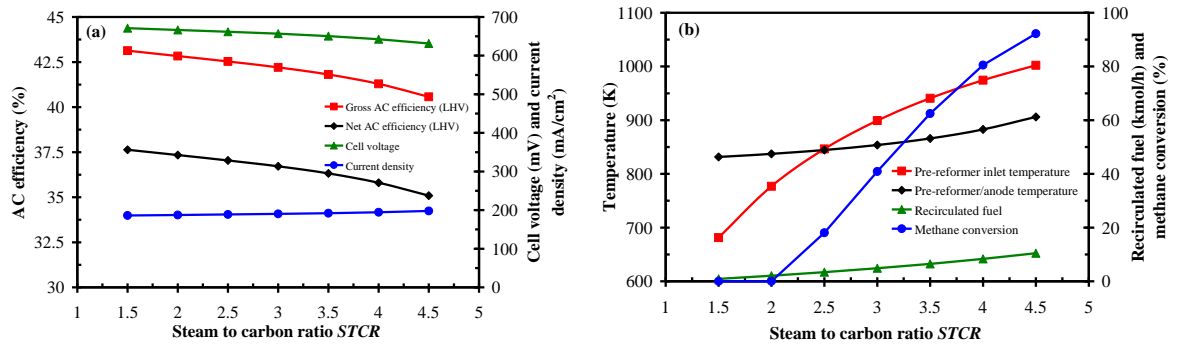 (a)
AC efficiency (%)
45
42.5
40
37.5
35
32.5
30
Gross AC efficiency (LHV)
Net AC efficiency (LHV)
Cell voltage
Current density
700
600
500
400
300
200
100
0
Cell voltage (mV) and current
density (mA/cm²)
1 1.5 2 2.5 3 3.5 4 4.5 5
Steam to carbon ratio STCR
(b)
Temperature (K)
1100
1000
900
800
700
600
Pre-reformer inlet temperature
Pre-reformer/anode temperature
Recirculated fuel
Methane conversion
100
80
60
40
20
0
Recirculated fuel (kmol/h) and
methane conversion (%)
1 1.5 2 2.5 3 3.5 4 4.5 5
Steam to carbon ratio STCR